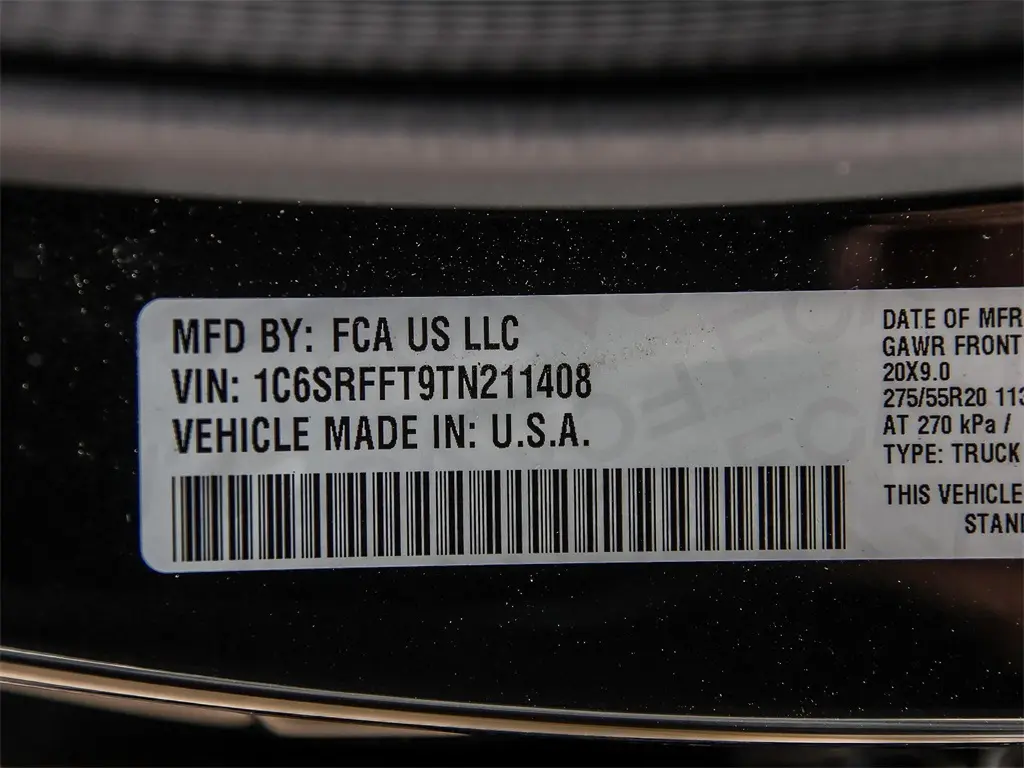 MFD BY: FCA US LLC
VIN: 1C6SRFFT9TN211408
VEHICLE MADE IN: U.S.A.
DATE OF MFR
GAWR FRONT
20X9.0
275/55R20 113
AT 270 kPa /
TYPE: TRUCK
THIS VEHICLE
STAN